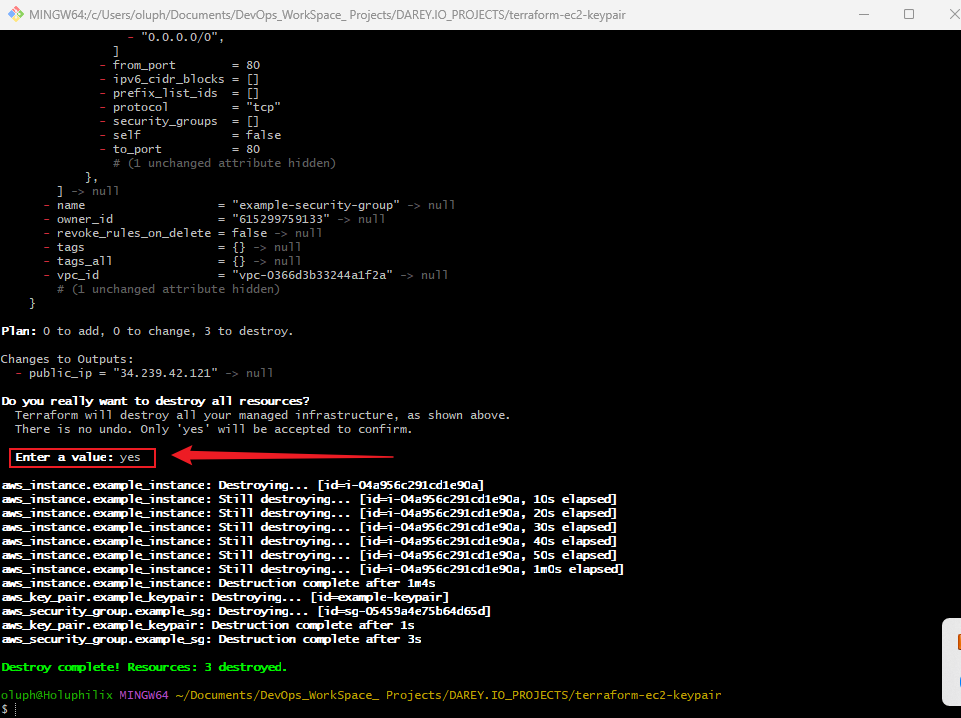 MINGW64:/c/Users/oluph/Documents/DevOps_WorkSpace_ Projects/DAREY.IO_PROJECTS/terraform-ec2-keypair
- "0.0.0.0/0",
]
- from_port        = 80
- ipv6_cidr_blocks = []
- prefix_list_ids  = []
- protocol         = "tcp"
- security_groups  = []
- self             = false
- to_port          = 80
# (1 unchanged attribute hidden)
},
] -> null
- name                   = "example-security-group" -> null
- owner_id               = "615299759133" -> null
- revoke_rules_on_delete = false -> null
- tags                   = {} -> null
- tags_all               = {} -> null
- vpc_id                 = "vpc-0366d3b33244a1f2a" -> null
# (1 unchanged attribute hidden)
}
Plan: 0 to add, 0 to change, 3 to destroy.
Changes to Outputs:
- public_ip = "34.239.42.121" -> null
Do you really want to destroy all resources?
Terraform will destroy all your managed infrastructure, as shown above.
There is no undo. Only 'yes' will be accepted to confirm.
Enter a value: yes
aws_instance.example_instance: Destroying... [id=i-04a956c291cd1e90a]
aws_instance.example_instance: Still destroying... [id=i-04a956c291cd1e90a, 10s elapsed]
aws_instance.example_instance: Still destroying... [id=i-04a956c291cd1e90a, 20s elapsed]
aws_instance.example_instance: Still destroying... [id=i-04a956c291cd1e90a, 30s elapsed]
aws_instance.example_instance: Still destroying... [id=i-04a956c291cd1e90a, 40s elapsed]
aws_instance.example_instance: Still destroying... [id=i-04a956c291cd1e90a, 50s elapsed]
aws_instance.example_instance: Still destroying... [id=i-04a956c291cd1e90a, 1m0s elapsed]
aws_instance.example_instance: Destruction complete after 1m4s
aws_key_pair.example_keypair: Destroying... [id=example-keypair]
aws_security_group.example_sg: Destroying... [id=sg-05459a4e75b64d65d]
aws_key_pair.example_keypair: Destruction complete after 1s
aws_security_group.example_sg: Destruction complete after 3s
Destroy complete! Resources: 3 destroyed.
oluph@Holuphilix MINGW64 ~/Documents/DevOps_WorkSpace_ Projects/DAREY.IO_PROJECTS/terraform-ec2-keypair
$